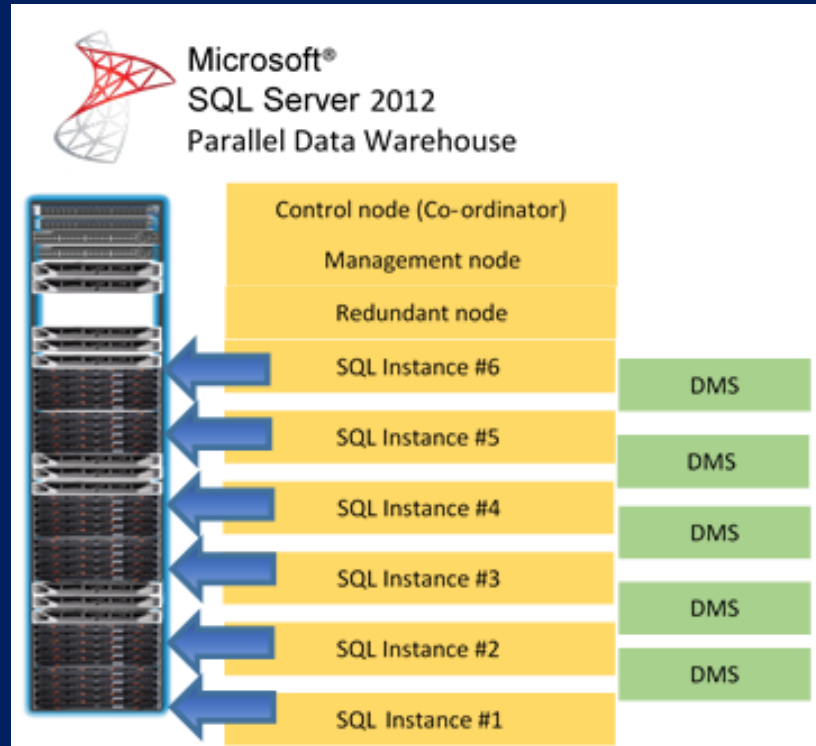 Microsoft®
SQL Server 2012
Parallel Data Warehouse
Control node (Co-ordinator)
Management node
Redundant node
SQL Instance #6
DMS
SQL Instance #5
DMS
SQL Instance #4
DMS
SQL Instance #3
DMS
SQL Instance #2
DMS
SQL Instance #1